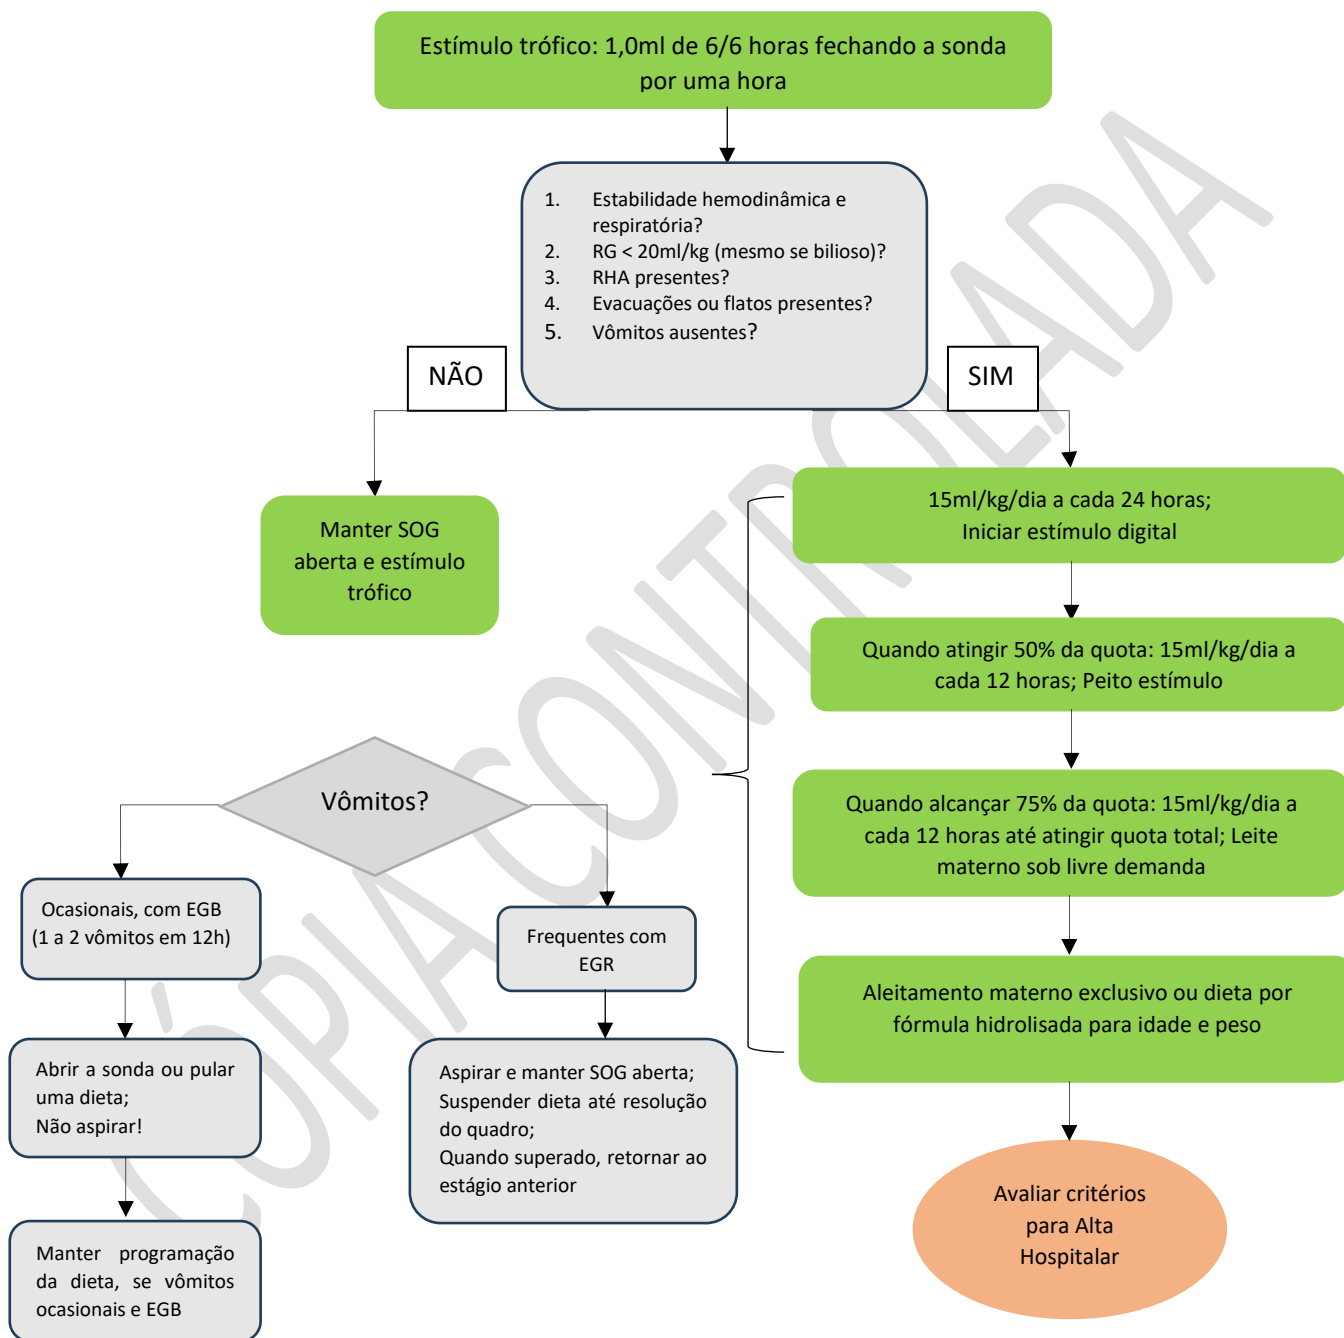 Estímulo trófico: 1,0ml de 6/6 horas fechando a sonda
por uma hora
1. Estabilidade hemodinâmica e
respiratória?
2. RG < 20ml/kg (mesmo se bilioso)?
3. RHA presentes?
4. Evacuações ou flatos presentes?
5. Vômitos ausentes?
NÃO
SIM
Manter SOG
aberta e estímulo
trófico
15ml/kg/dia a cada 24 horas;
Iniciar estímulo digital
Quando atingir 50% da quota: 15ml/kg/dia a
cada 12 horas; Peito estímulo
Quando alcançar 75% da quota: 15ml/kg/dia a
cada 12 horas até atingir quota total; Leite
materno sob livre demanda
Aleitamento materno exclusivo ou dieta por
fórmula hidrolisada para idade e peso
Avaliar critérios
para Alta
Hospitalar
Vômitos?
Ocasionais, com EGB
(1 a 2 vômitos em 12h)
Abrir a sonda ou pular
uma dieta;
Não aspirar!
Manter programação
da dieta, se vômitos
ocasionais e EGB
Frequentes com
EGR
Aspirar e manter SOG aberta;
Suspender dieta até resolução
do quadro;
Quando superado, retornar ao
estágio anterior
CÓPIA CONTROLADA